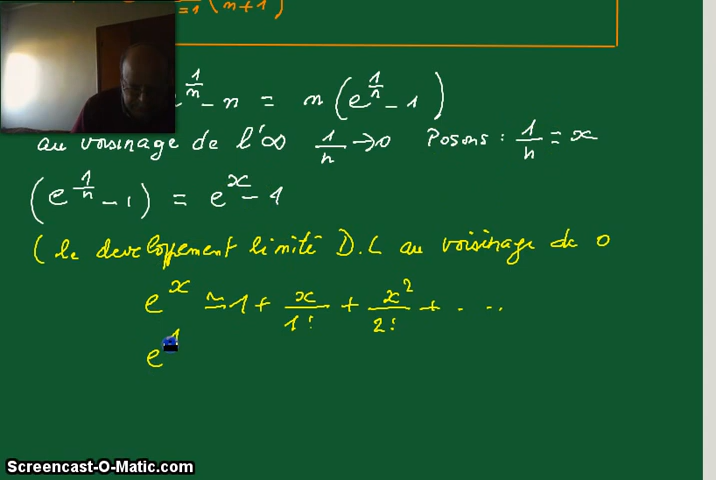 =1 (n+1)
e^{1/n} - n = n(e^{1/n} - 1)
au voisinage de l'∞ 1/n → 0 Posons : 1/n = x
(e^{1/n} - 1) = e^x - 1
(le developpement limité D.L au voisinage de 0
e^x ≃ 1 + x/1! + x²/2! + ....
e^1
Screencast-O-Matic.com